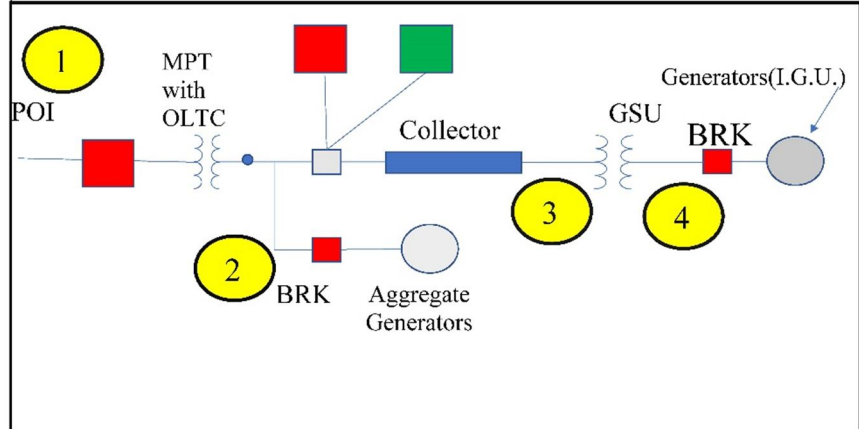 1
POI
MPT
with
OLTC
Collector
GSU
Generators(I.G.U.)
BRK
2
BRK
Aggregate
Generators
3
4